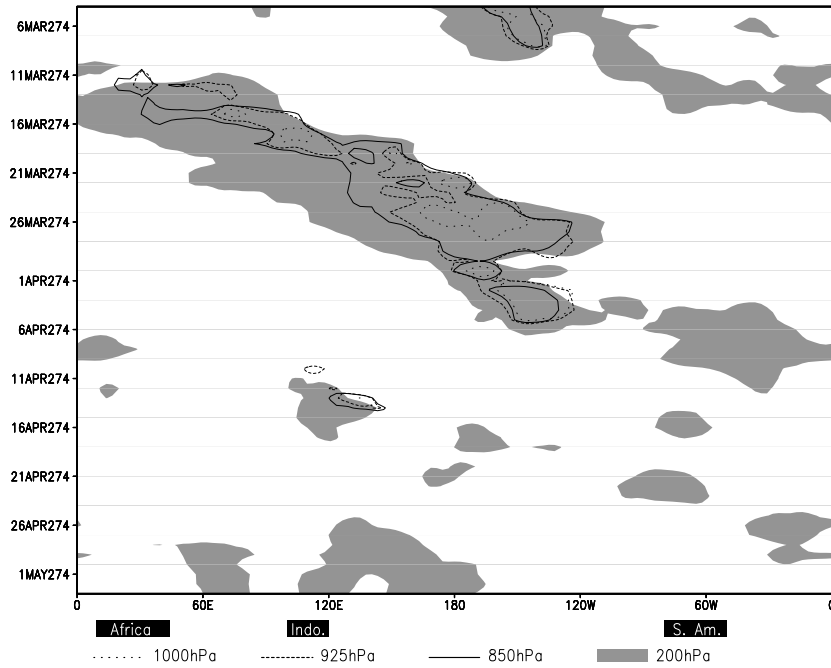 6MAR274
11MAR274
16MAR274
21MAR274
26MAR274
1APR274
6APR274
11APR274
16APR274
21APR274
26APR274
1MAY274
0 60E 120E 180 120W 60W 0
Africa Indo. S. Am.
1000hPa 925hPa 850hPa 200hPa